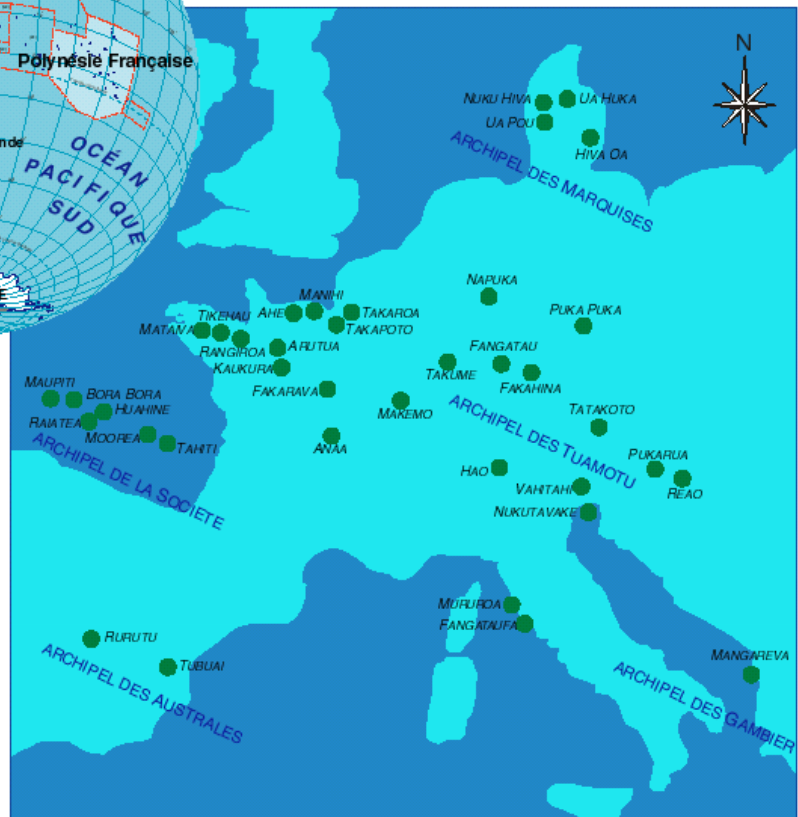 Polynésie Française
nde
OCÉAN
PACIFIQUE
SUD
E
N
NUKU HIVA
UA HUKA
UA POU
HIVA OA
ARCHIPEL DES MARQUISES
NAPUKA
MANIHI
TIKEHAU
AHE
TAKAROA
PUKA PUKA
MATAIVA
TAKAPOTO
RANGIROA
ARUTUA
FANGATAU
KAUKURA
TAKUME
FAKAHINA
MAUPITI
BORA BORA
FAKARAVA
HUAHINE
MAKEMO
TATAKOTO
RAIATEA
MOOREA
TAHITI
ANAA
ARCHIPEL DES TUAMOTU
ARCHIPEL DE LA SOCIETE
PUKARUA
HAO
REAO
VAHITAHI
NUKUTAVAKE
MURUROA
FANGATAUFA
RURUTU
TUBUAI
MANGAREVA
ARCHIPEL DES AUSTRALES
ARCHIPEL DES GAMBIER